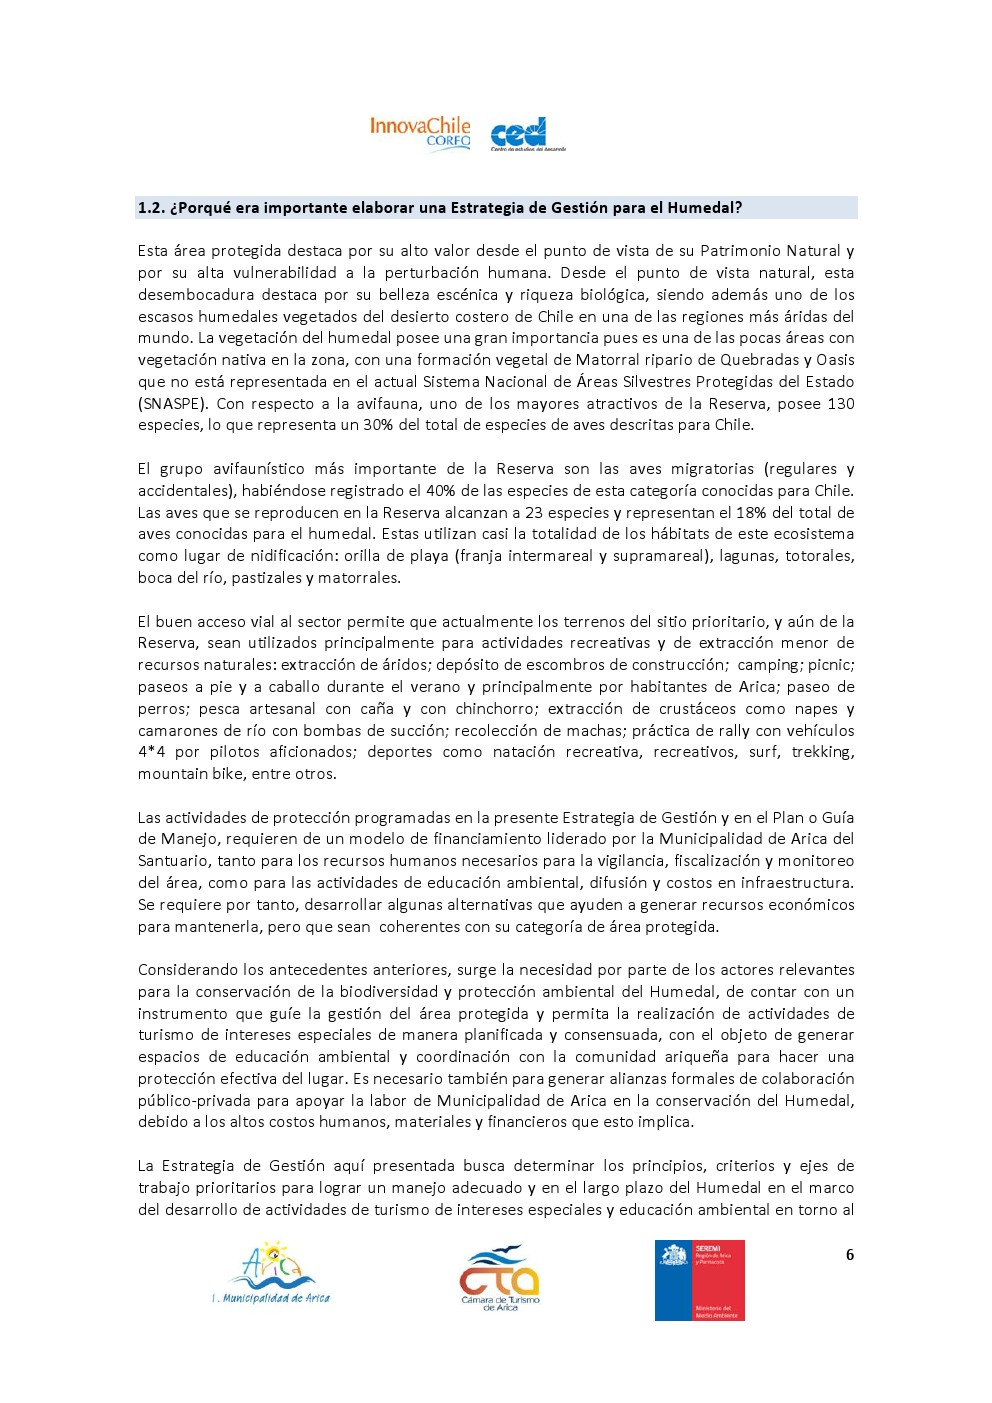 InnovaChile
CORFO
ced
Centro de estudios del desarrollo
1.2. ¿Porqué era importante elaborar una Estrategia de Gestión para el Humedal?
Esta área protegida destaca por su alto valor desde el punto de vista de su Patrimonio Natural y
por su alta vulnerabilidad a la perturbación humana. Desde el punto de vista natural, esta
desembocadura destaca por su belleza escénica y riqueza biológica, siendo además uno de los
escasos humedales vegetados del desierto costero de Chile en una de las regiones más áridas del
mundo. La vegetación del humedal posee una gran importancia pues es una de las pocas áreas con
vegetación nativa en la zona, con una formación vegetal de Matorral ripario de Quebradas y Oasis
que no está representada en el actual Sistema Nacional de Áreas Silvestres Protegidas del Estado
(SNASPE). Con respecto a la avifauna, uno de los mayores atractivos de la Reserva, posee 130
especies, lo que representa un 30% del total de especies de aves descritas para Chile.
El grupo avifaunístico más importante de la Reserva son las aves migratorias (regulares y
accidentales), habiéndose registrado el 40% de las especies de esta categoría conocidas para Chile.
Las aves que se reproducen en la Reserva alcanzan a 23 especies y representan el 18% del total de
aves conocidas para el humedal. Estas utilizan casi la totalidad de los hábitats de este ecosistema
como lugar de nidificación: orilla de playa (franja intermareal y supramareal), lagunas, totorales,
boca del río, pastizales y matorrales.
El buen acceso vial al sector permite que actualmente los terrenos del sitio prioritario, y aún de la
Reserva, sean utilizados principalmente para actividades recreativas y de extracción menor de
recursos naturales: extracción de áridos; depósito de escombros de construcción; camping; picnic;
paseos a pie y a caballo durante el verano y principalmente por habitantes de Arica; paseo de
perros; pesca artesanal con caña y con chinchorro; extracción de crustáceos como napes y
camarones de río con bombas de succión; recolección de machas; práctica de rally con vehículos
4*4 por pilotos aficionados; deportes como natación recreativa, recreativos, surf, trekking,
mountain bike, entre otros.
Las actividades de protección programadas en la presente Estrategia de Gestión y en el Plan o Guía
de Manejo, requieren de un modelo de financiamiento liderado por la Municipalidad de Arica del
Santuario, tanto para los recursos humanos necesarios para la vigilancia, fiscalización y monitoreo
del área, como para las actividades de educación ambiental, difusión y costos en infraestructura.
Se requiere por tanto, desarrollar algunas alternativas que ayuden a generar recursos económicos
para mantenerla, pero que sean coherentes con su categoría de área protegida.
Considerando los antecedentes anteriores, surge la necesidad por parte de los actores relevantes
para la conservación de la biodiversidad y protección ambiental del Humedal, de contar con un
instrumento que guíe la gestión del área protegida y permita la realización de actividades de
turismo de intereses especiales de manera planificada y consensuada, con el objeto de generar
espacios de educación ambiental y coordinación con la comunidad ariqueña para hacer una
protección efectiva del lugar. Es necesario también para generar alianzas formales de colaboración
público-privada para apoyar la labor de Municipalidad de Arica en la conservación del Humedal,
debido a los altos costos humanos, materiales y financieros que esto implica.
La Estrategia de Gestión aquí presentada busca determinar los principios, criterios y ejes de
trabajo prioritarios para lograr un manejo adecuado y en el largo plazo del Humedal en el marco
del desarrollo de actividades de turismo de intereses especiales y educación ambiental en torno al
Arica
I. Municipalidad de Arica
CTA
Cámara de Turismo
de Arica
SEREMI
Región de Arica
y Parinacota
Ministerio del
Medio Ambiente
6